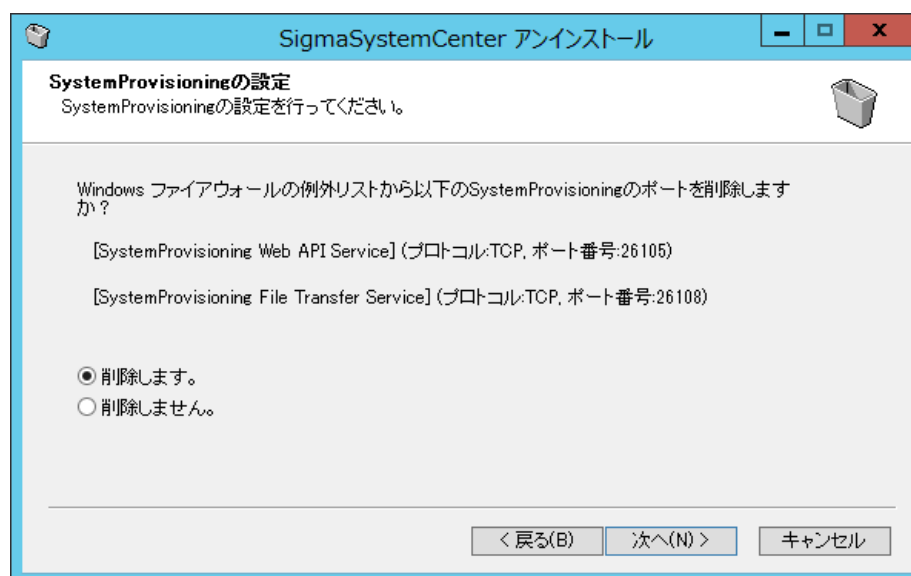 SigmaSystemCenter アンインストール
SystemProvisioningの設定
SystemProvisioningの設定を行ってください。
Windows ファイアウォールの例外リストから以下のSystemProvisioningのポートを削除します
か？
[SystemProvisioning Web API Service] (プロトコル:TCP, ポート番号:26105)
[SystemProvisioning File Transfer Service] (プロトコル:TCP, ポート番号:26108)
削除します。
削除しません。
< 戻る(B)
次へ(N) >
キャンセル